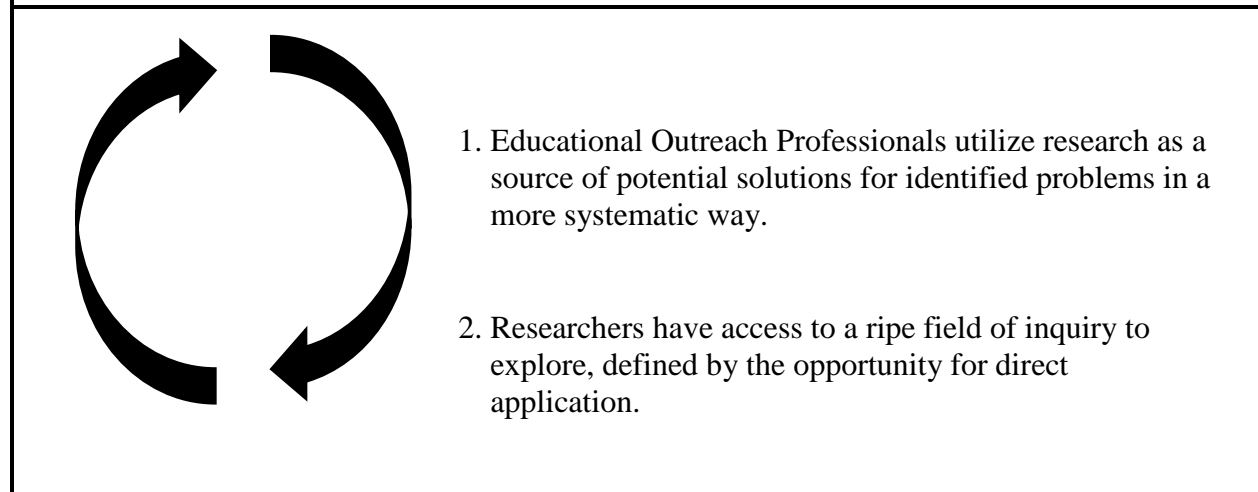 1. Educational Outreach Professionals utilize research as a
source of potential solutions for identified problems in a
more systematic way.
2. Researchers have access to a ripe field of inquiry to
explore, defined by the opportunity for direct
application.